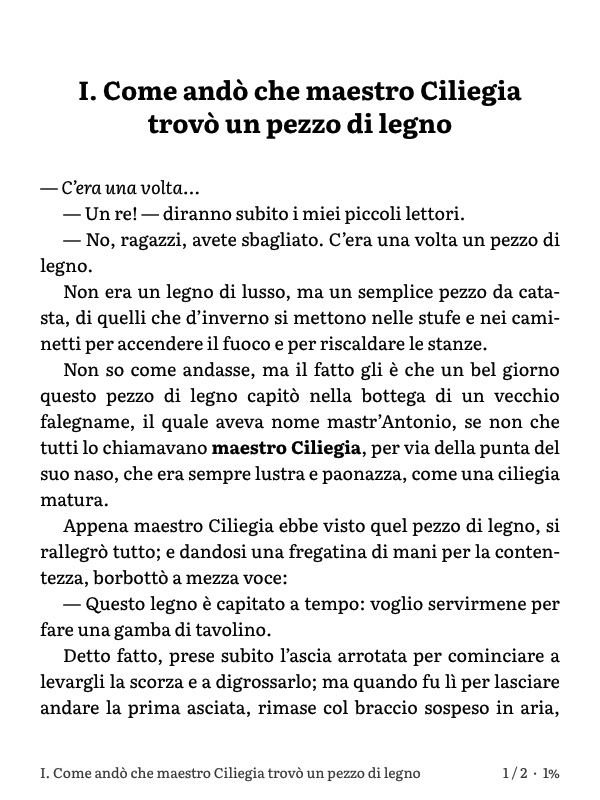 I. Come andò che maestro Ciliegia
trovò un pezzo di legno
— C’era una volta…
— Un re! — diranno subito i miei piccoli lettori.
— No, ragazzi, avete sbagliato. C’era una volta un pezzo di
legno.
Non era un legno di lusso, ma un semplice pezzo da cata-
sta, di quelli che d’inverno si mettono nelle stufe e nei cami-
netti per accendere il fuoco e per riscaldare le stanze.
Non so come andasse, ma il fatto gli è che un bel giorno
questo pezzo di legno capitò nella bottega di un vecchio
falegname, il quale aveva nome mastr’Antonio, se non che
tutti lo chiamavano maestro Ciliegia, per via della punta del
suo naso, che era sempre lustra e paonazza, come una ciliegia
matura.
Appena maestro Ciliegia ebbe visto quel pezzo di legno, si
rallegrò tutto; e dandosi una fregatina di mani per la conten-
tezza, borbottò a mezza voce:
— Questo legno è capitato a tempo: voglio servirmene per
fare una gamba di tavolino.
Detto fatto, prese subito l’ascia arrotata per cominciare a
levargli la scorza e a digrossarlo; ma quando fu lì per lasciare
andare la prima asciata, rimase col braccio sospeso in aria,
I. Come andò che maestro Ciliegia trovò un pezzo di legno 1 / 2 · 1%